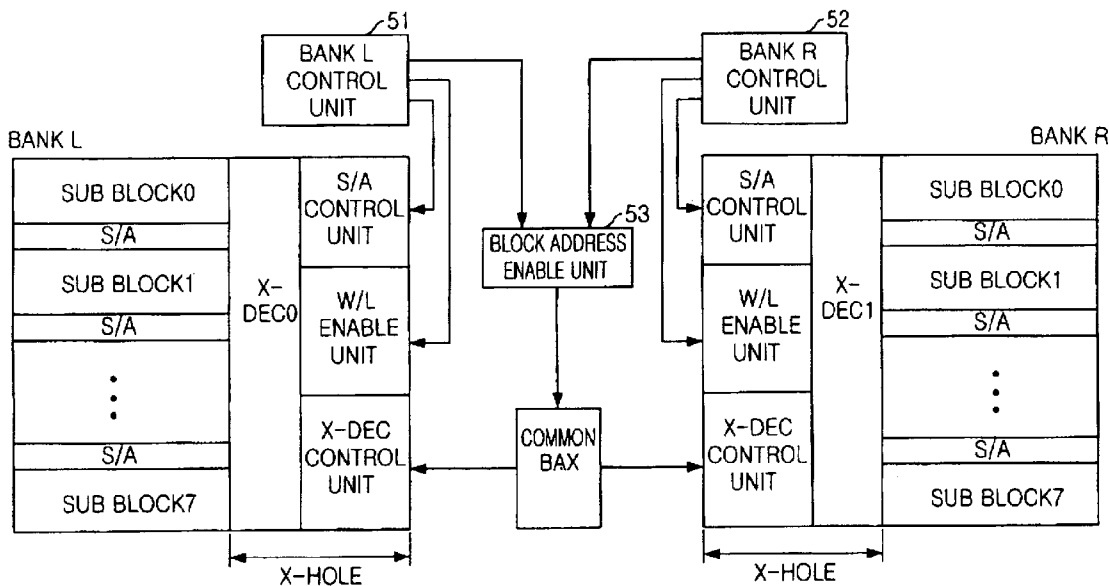 51
BANK L
CONTROL
UNIT
52
BANK R
CONTROL
UNIT
BANK L
BANK R
SUB BLOCK0
S/A
SUB BLOCK1
S/A
S/A
SUB BLOCK7
X-
DEC0
S/A
CONTROL
UNIT
W/L
ENABLE
UNIT
X-DEC
CONTROL
UNIT
53
BLOCK ADDRESS
ENABLE UNIT
COMMON
BAX
S/A
CONTROL
UNIT
W/L
ENABLE
UNIT
X-DEC
CONTROL
UNIT
X-
DEC1
SUB BLOCK0
S/A
SUB BLOCK1
S/A
S/A
SUB BLOCK7
X-HOLE
X-HOLE